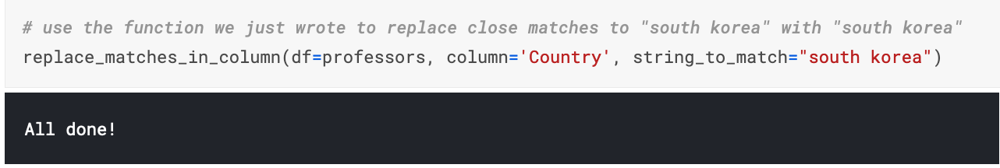 # use the function we just wrote to replace close matches to "south korea" with "south korea"
replace_matches_in_column(df=professors, column='Country', string_to_match="south korea")
All done!